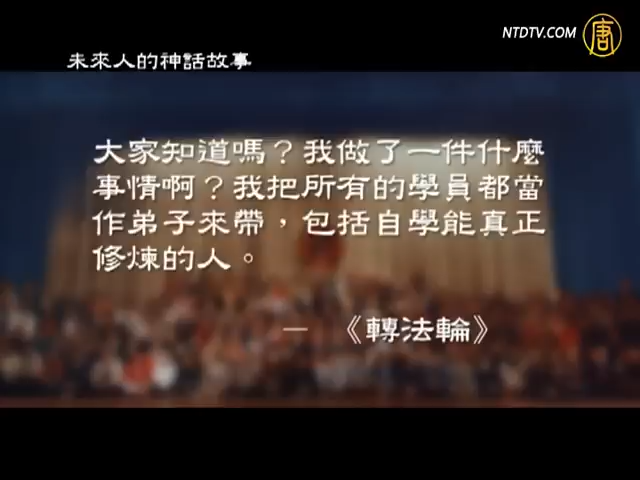 NTDTV.COM 唐
未來人的神話故事
大家知道嗎？我做了一件什麼
事情啊？我把所有的學員都當
作弟子來帶，包括自學能真正
修煉的人。
— 《轉法輪》